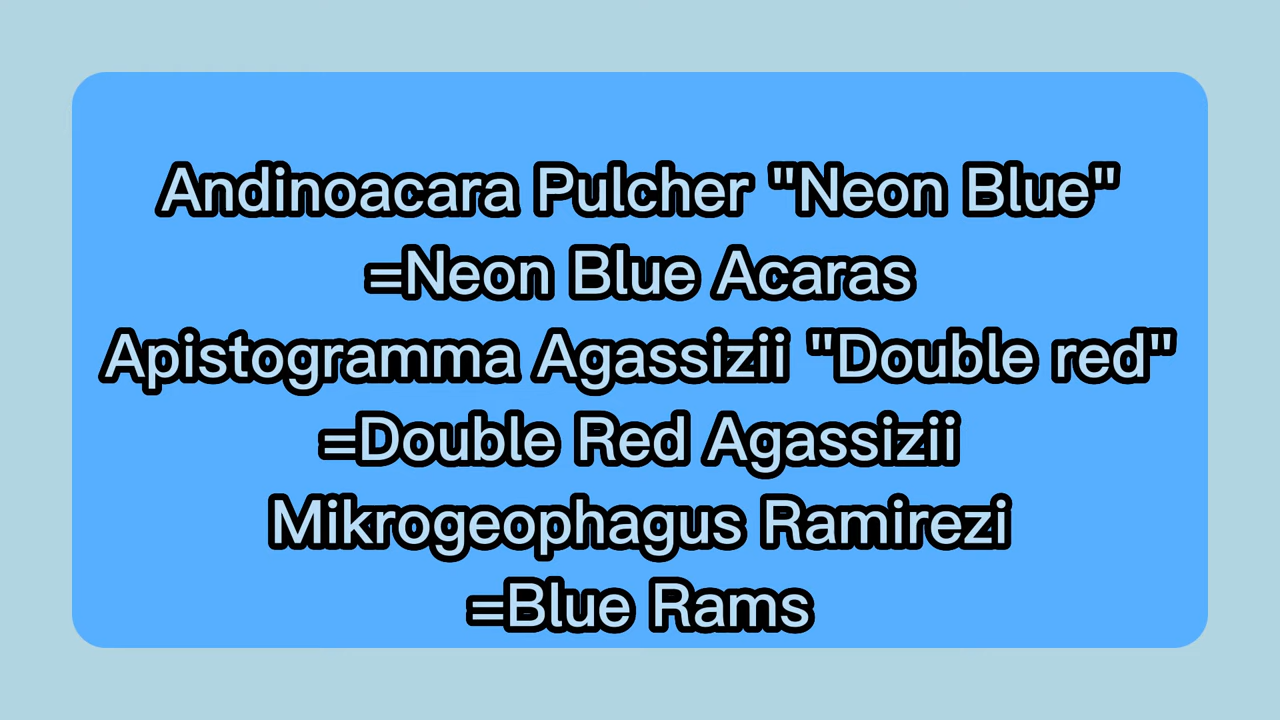 Andinoacara Pulcher "Neon Blue"
=Neon Blue Acaras
Apistogramma Agassizii "Double red"
=Double Red Agassizii
Mikrogeophagus Ramirezi
=Blue Rams